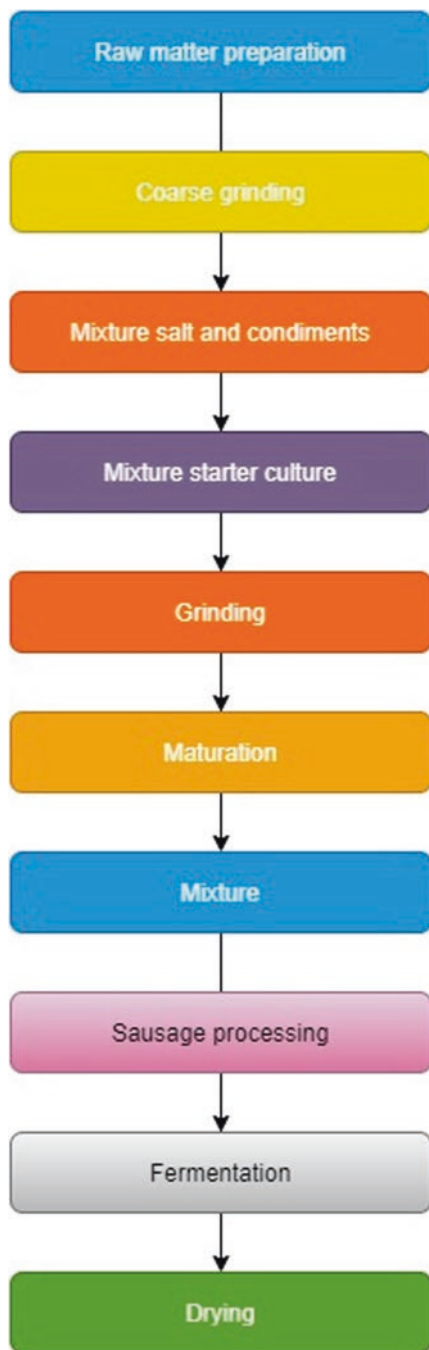 Raw matter preparation
Coarse grinding
Mixture salt and condiments
Mixture starter culture
Grinding
Maturation
Mixture
Sausage processing
Fermentation
Drying